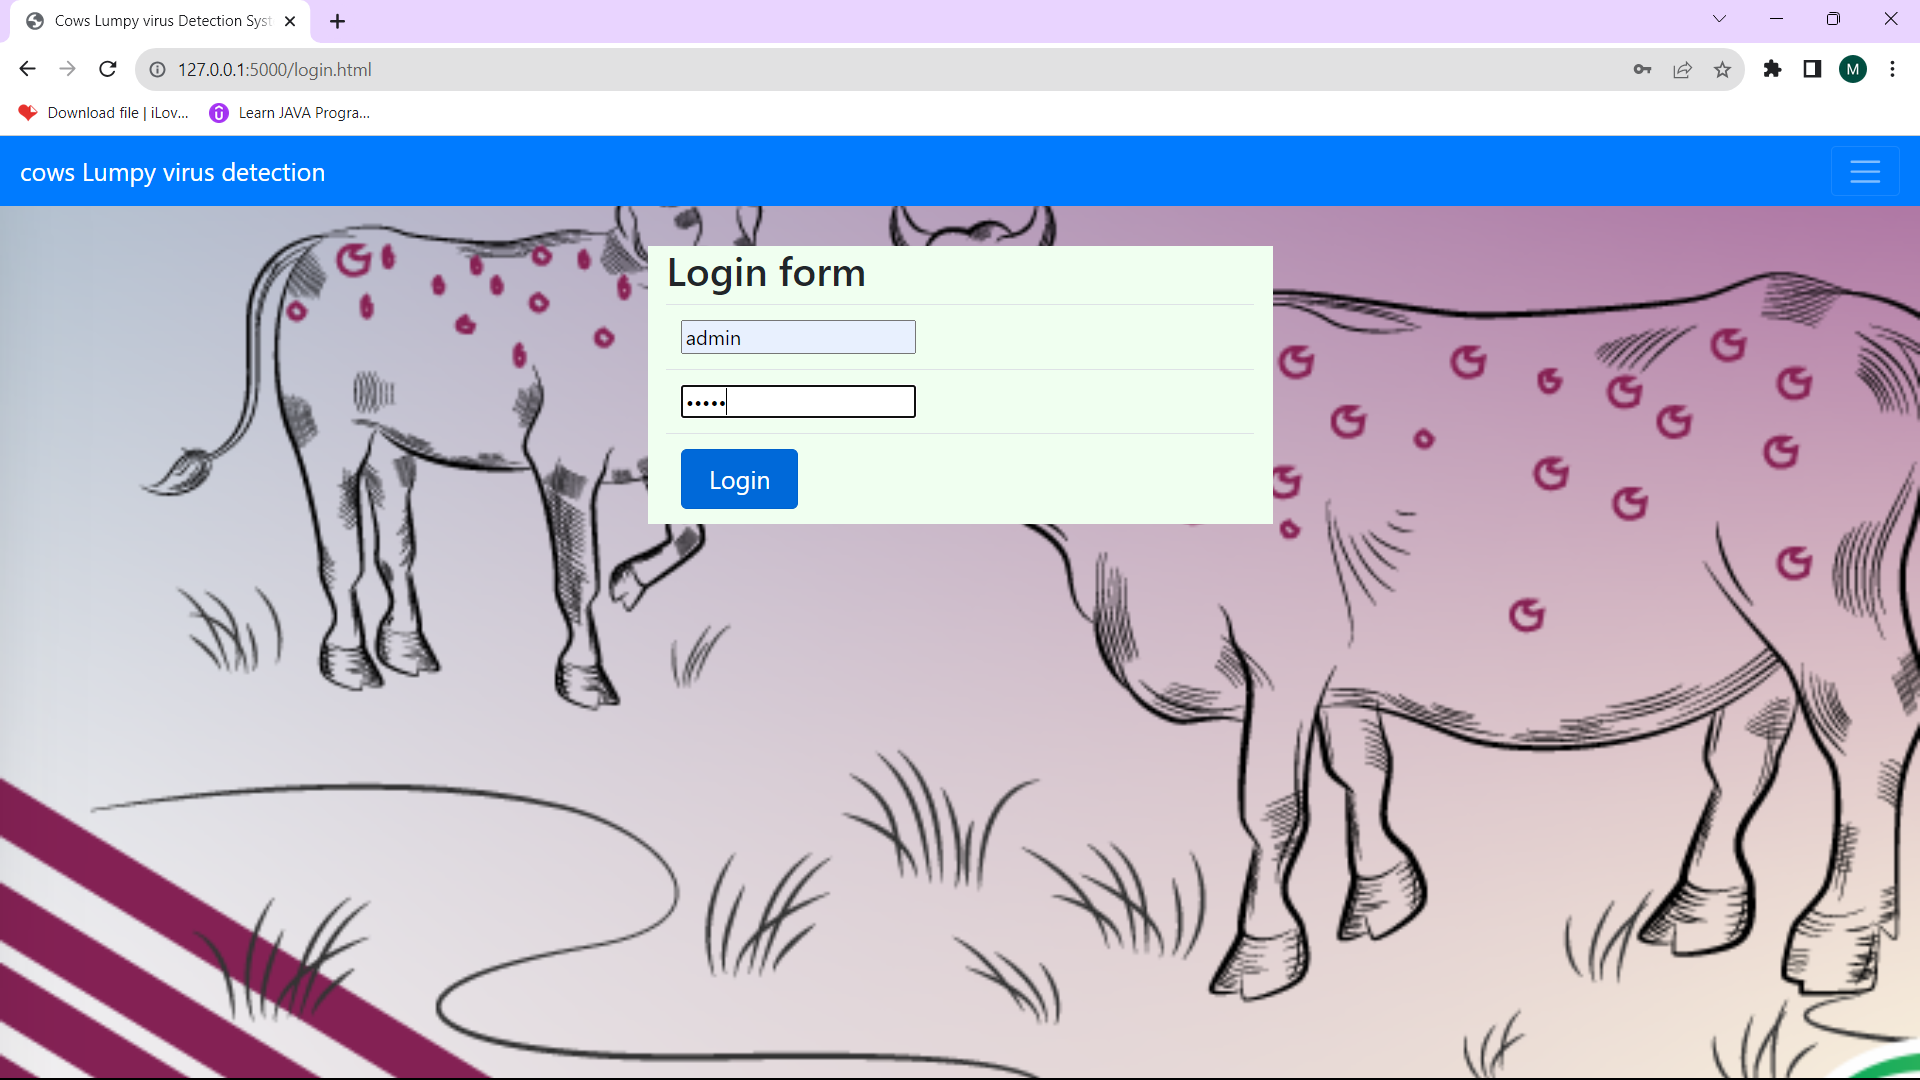 Cows Lumpy virus Detection Syst
127.0.0.1:5000/login.html
M
Download file | iLov...
Learn JAVA Progra...
cows Lumpy virus detection
Login form
admin
•••••
Login